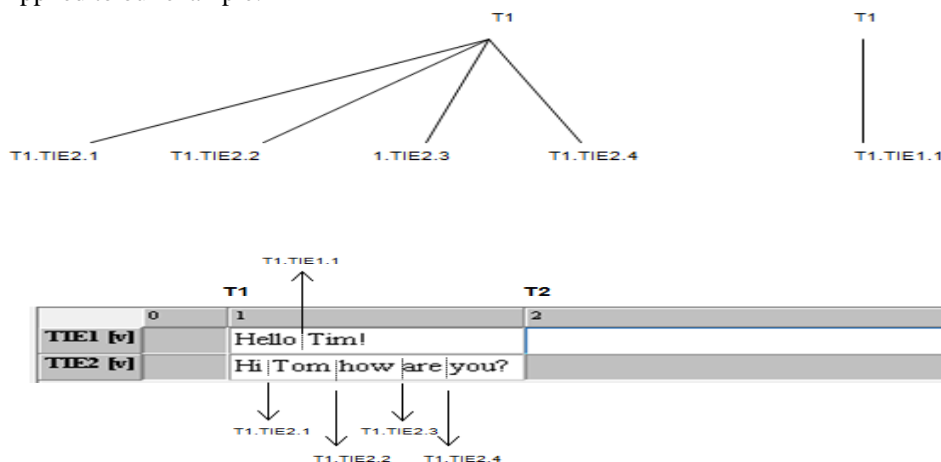 T1 T1
T1.TIE2.1 T1.TIE2.2 1.TIE2.3 T1.TIE2.4 T1.TIE1.1
T1.TIE1.1
T1 T2
0 1 2
TIE1 [v] Hello Tim!
TIE2 [v] Hi Tom how are you?
T1.TIE2.1 T1.TIE2.3
T1.TIE2.2 T1.TIE2.4